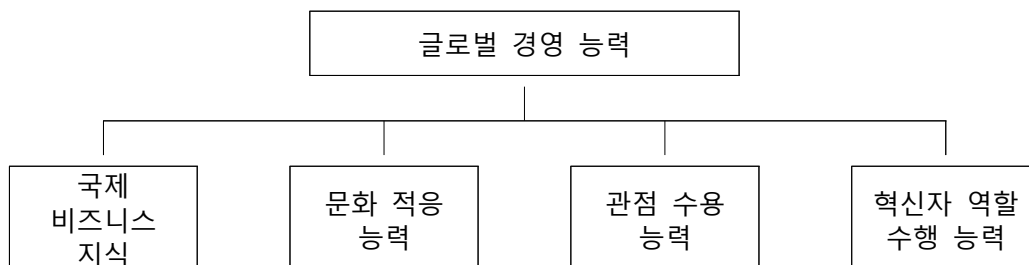 글로벌 경영 능력
국제
비즈니스
지식
문화 적응
능력
관점 수용
능력
혁신자 역할
수행 능력